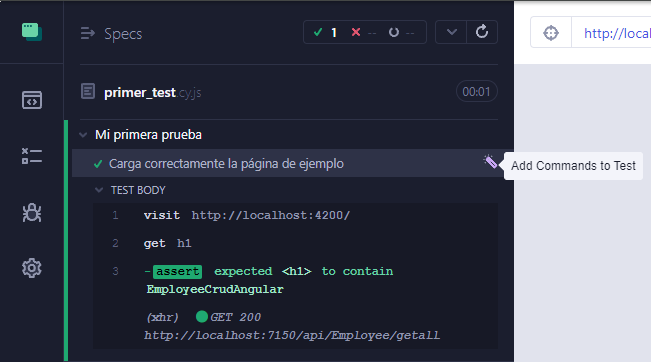 Specs
1
--
--
http://local
primer_test.cy.js
00:01
Mi primera prueba
Carga correctamente la página de ejemplo
Add Commands to Test
TEST BODY
1 visit http://localhost:4200/
2 get h1
3 -assert expected <h1> to contain
EmployeeCrudAngular
(xhr) GET 200
http://localhost:7150/api/Employee/getall